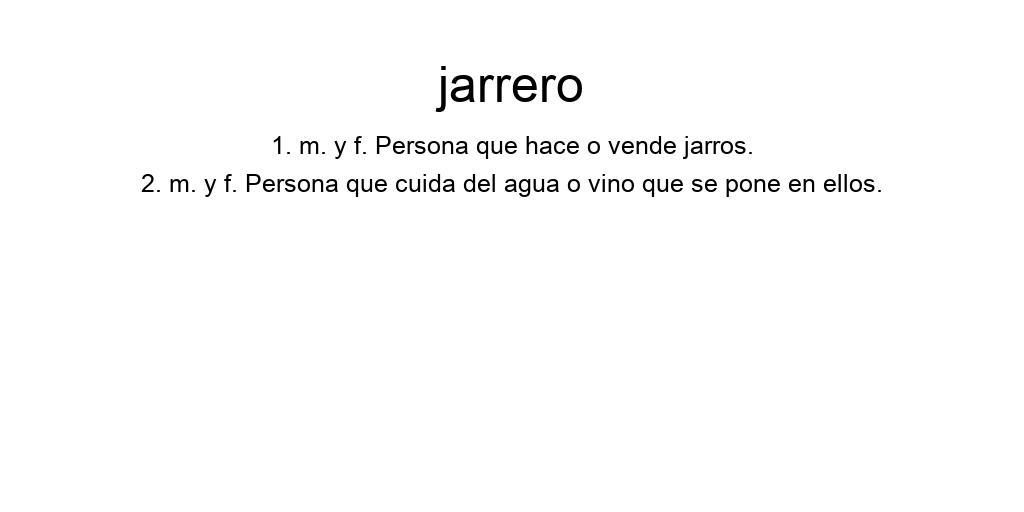 jarrero
1. m. y f. Persona que hace o vende jarros.
2. m. y f. Persona que cuida del agua o vino que se pone en ellos.